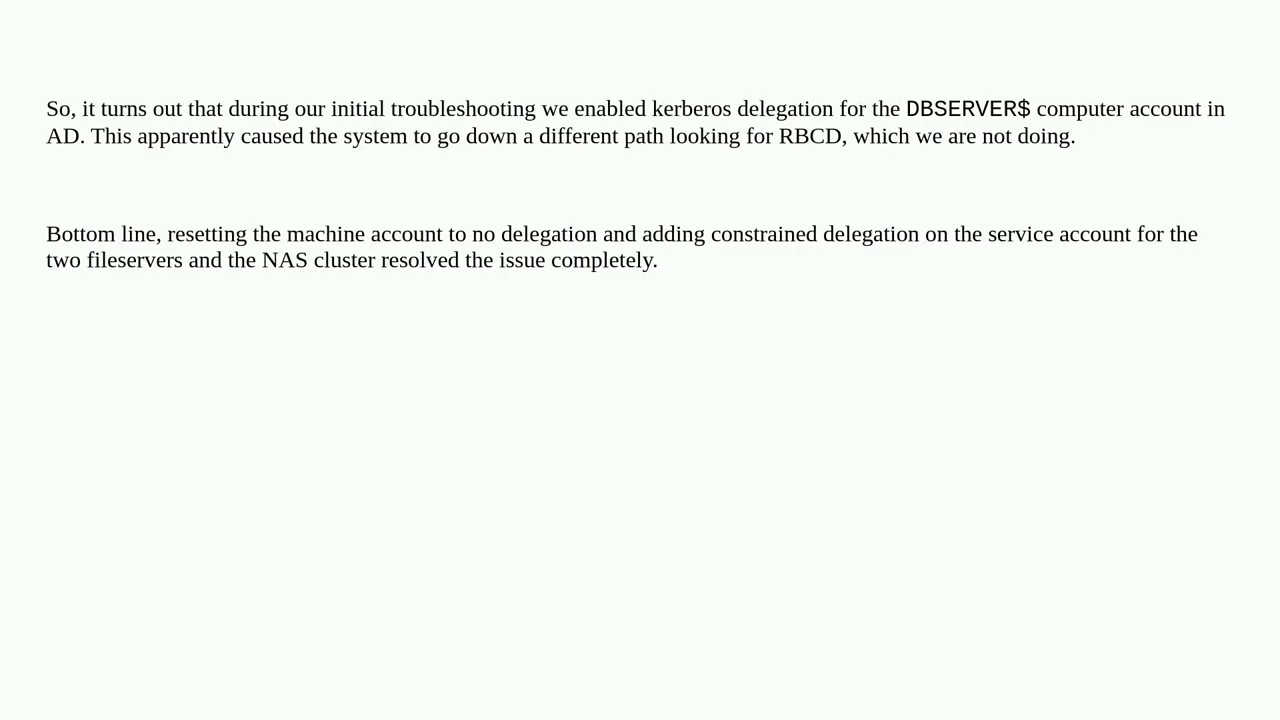 So, it turns out that during our initial troubleshooting we enabled kerberos delegation for the DBSERVER$ computer account in
AD. This apparently caused the system to go down a different path looking for RBCD, which we are not doing.
Bottom line, resetting the machine account to no delegation and adding constrained delegation on the service account for the
two fileservers and the NAS cluster resolved the issue completely.